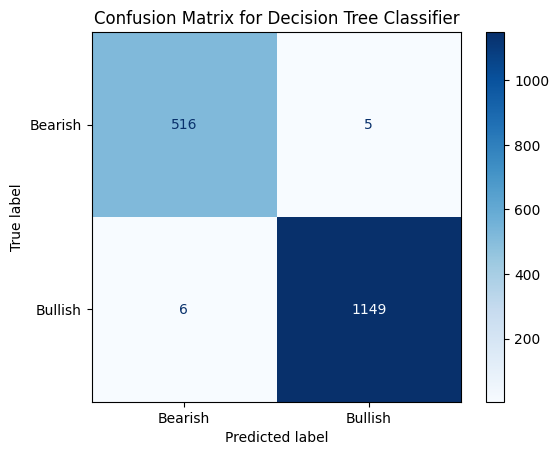 Confusion Matrix for Decision Tree Classifier
Bearish
516
5
Bullish
6
1149
Bearish
Bullish
Predicted label
True label
1000
800
600
400
200